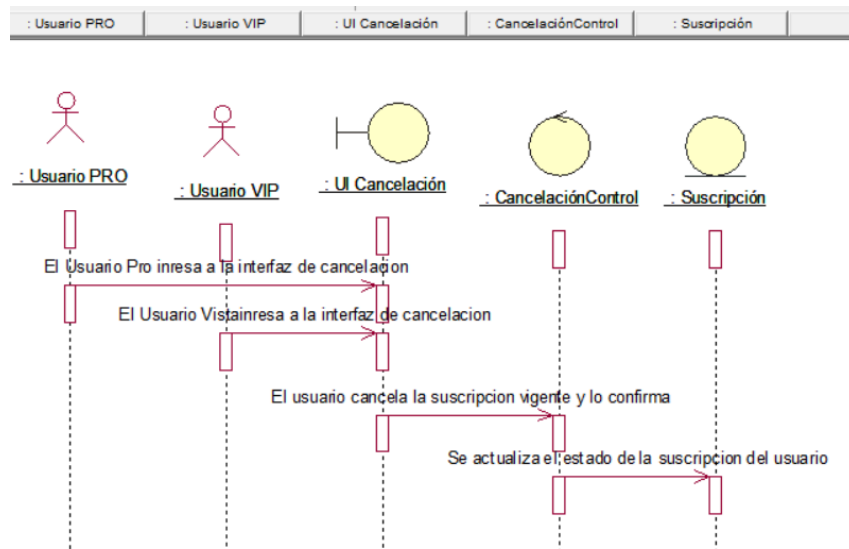 : Usuario PRO
: Usuario VIP
: UI Cancelación
: CancelaciónControl
: Suscripción
: Usuario PRO
: Usuario VIP
: UI Cancelación
: CancelaciónControl
: Suscripción
El Usuario Pro inresa a la interfaz de cancelacion
El Usuario Vistainresa a la interfaz de cancelacion
El usuario cancela la suscripcion vigente y lo confirma
Se actualiza el estado de la suscripcion del usuario